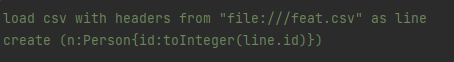 load csv with headers from "file:///feat.csv" as line
create (n:Person{id:toInteger(line.id)})